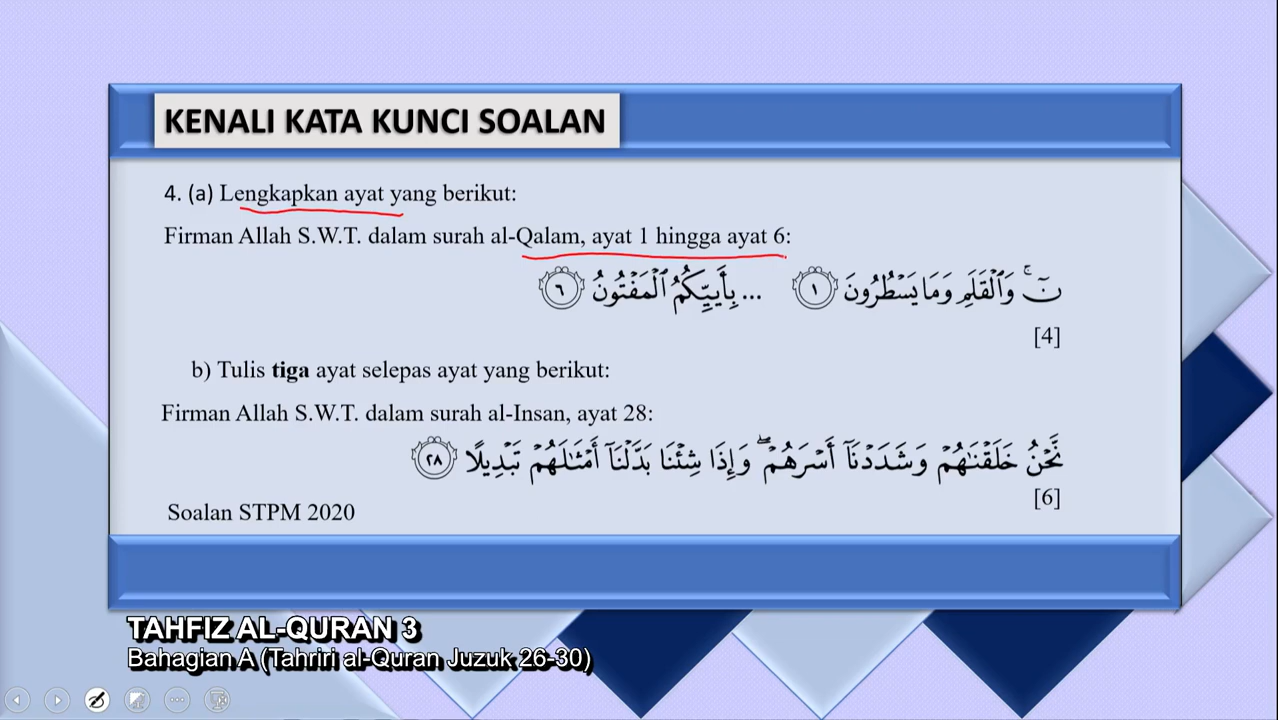 KENALI KATA KUNCI SOALAN
4. (a) Lengkapkan ayat yang berikut:
Firman Allah S.W.T. dalam surah al-Qalam, ayat 1 hingga ayat 6:
نٓۚ وَٱلْقَلَمِ وَمَا يَسْطُرُونَ ١ ... بِأَييِّكُمُ ٱلْمَفْتُونُ ٦
[4]
b) Tulis tiga ayat selepas ayat yang berikut:
Firman Allah S.W.T. dalam surah al-Insan, ayat 28:
نَّحْنُ خَلَقْنَٰهُمْ وَشَدَدْنَآ أَسْرَهُمْۖ وَإِذَا شِئْنَا بَدَّلْنَآ أَمْثَٰلَهُمْ تَبْدِيلًا ٢٨
[6]
Soalan STPM 2020
TAHFIZ AL-QURAN 3
Bahagian A (Tahriri al-Quran Juzuk 26-30)